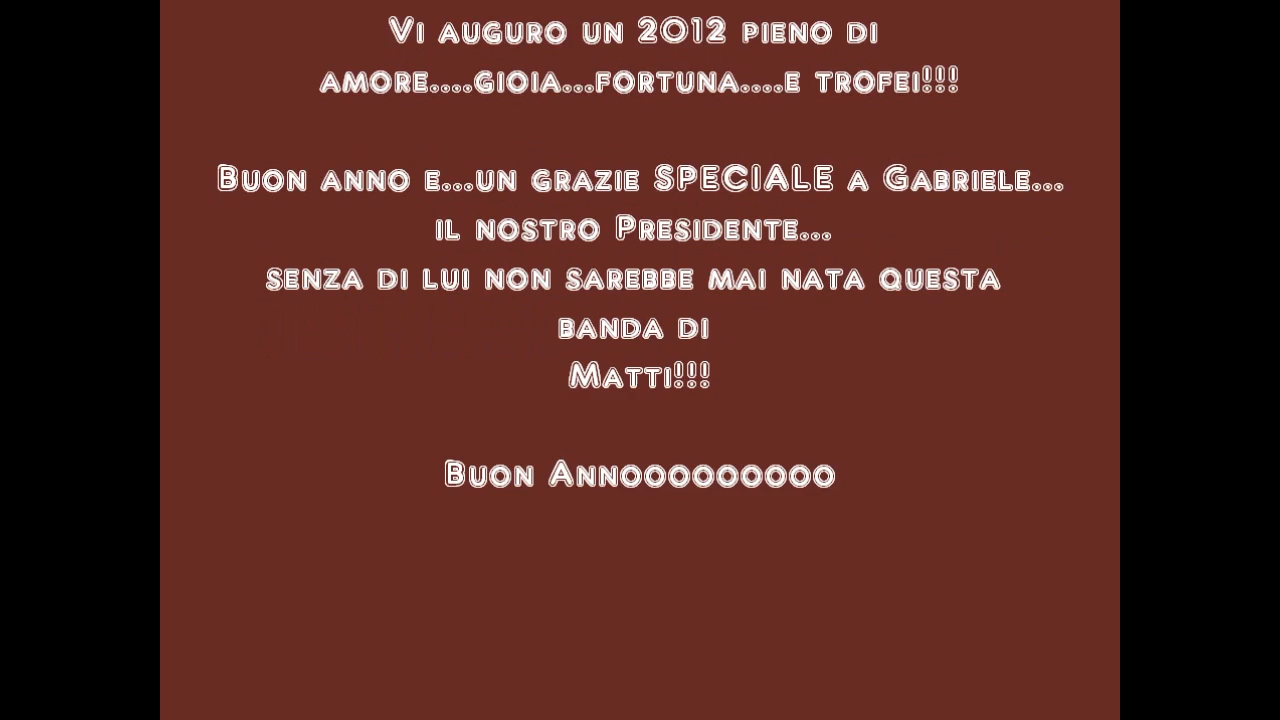 Vi auguro un 2012 pieno di
amore....gioia...fortuna....e trofei!!!
Buon anno e...un grazie SPECIALE a Gabriele...
il nostro Presidente...
senza di lui non sarebbe mai nata questa
banda di
Matti!!!
Buon Annooooooooo